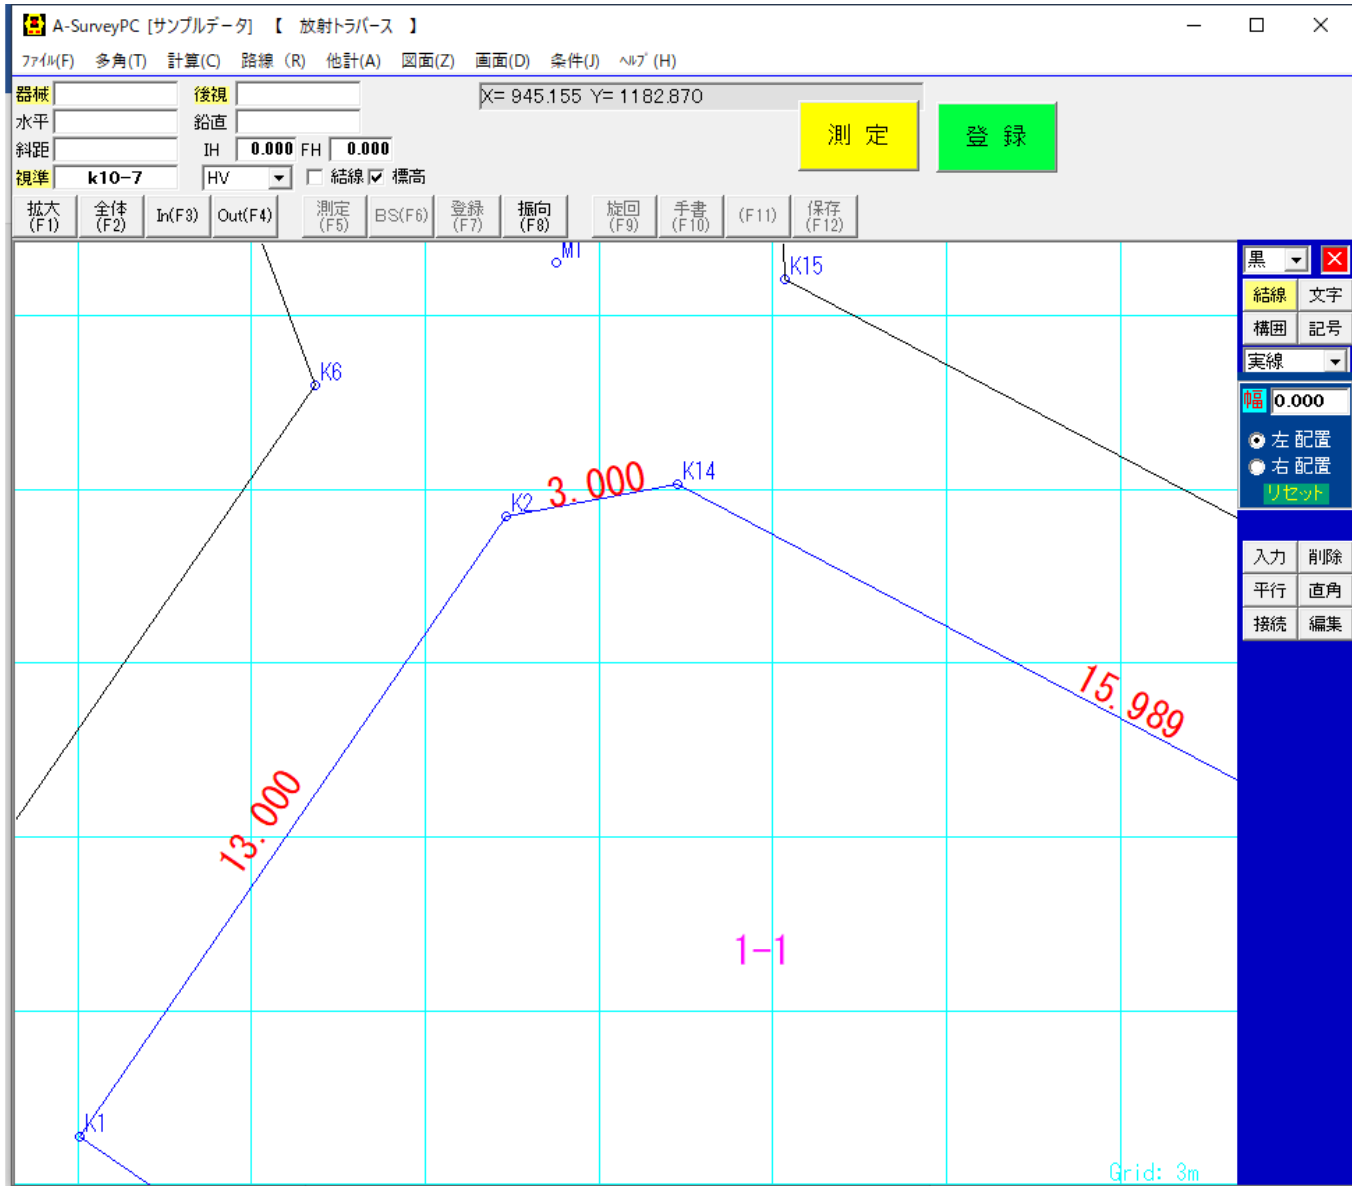 A-SurveyPC [サンプルデータ] 【 放射トラバース 】
ファイル(F) 多角(T) 計算(C) 路線 (R) 他計(A) 図面(Z) 画面(D) 条件(J) ヘルプ(H)
器械 後視 X= 945.155 Y= 1182.870
水平 鉛直 測 定 登 録
斜距 IH 0.000 FH 0.000
視準 k10-7 HV 結線 標高
拡大(F1) 全体(F2) In(F3) Out(F4) 測定(F5) BS(F6) 登録(F7) 振向(F8) 旋回(F9) 手書(F10) (F11) 保存(F12)
黒
結線 文字
構囲 記号
実線
幅 0.000
左配置
右配置
リセット
入力 削除
平行 直角
接続 編集
M1
K15
K6
K14
3.000
K2
15.989
13.000
1-1
K1
Grid: 3m